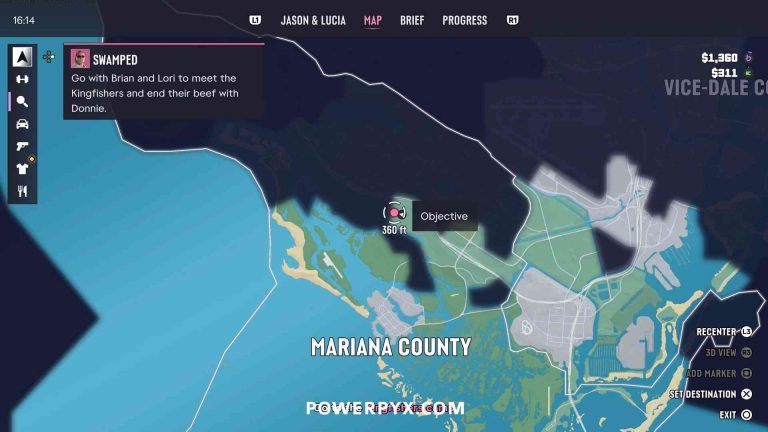 16:14
L1 JASON & LUCIA MAP BRIEF PROGRESS R1
SWAMPED
Go with Brian and Lori to meet the
Kingfishers and end their beef with
Donnie.
$1,360
$311
VICE-DALE CO
Objective
360 ft
MARIANA COUNTY
RECENTER L3
3D VIEW R3
ADD MARKER
SET DESTINATION
EXIT
POWERPYX.COM